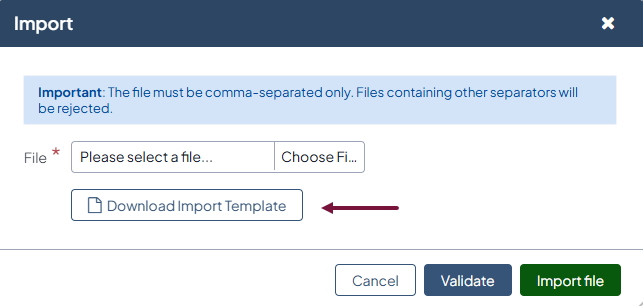 Import
Important: The file must be comma-separated only. Files containing other separators will
be rejected.
File * Please select a file... Choose Fi...
Download Import Template
Cancel Validate Import file